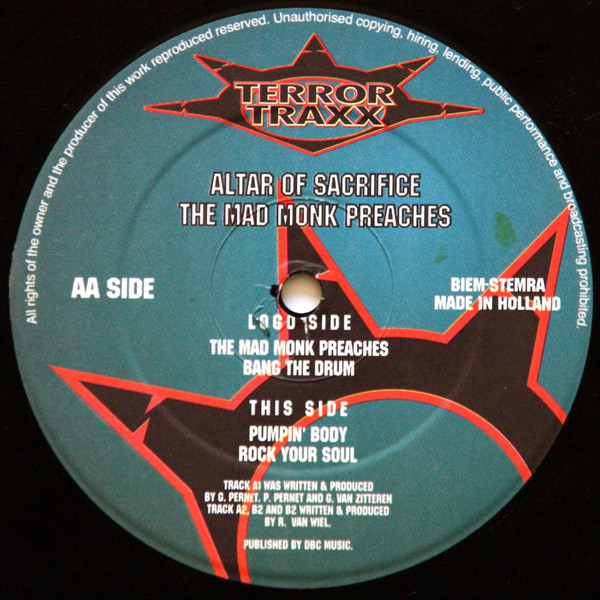 All rights of the owner and the producer of this work reproduced reserved. Unauthorised copying, hiring, lending, public performance and broadcasting prohibited.
TERROR
TRAXX
ALTAR OF SACRIFICE
THE MAD MONK PREACHES
AA SIDE
BIEM-STEMRA
MADE IN HOLLAND
LOGO SIDE
THE MAD MONK PREACHES
BANG THE DRUM
THIS SIDE
PUMPIN' BODY
ROCK YOUR SOUL
TRACK A1 WAS WRITTEN & PRODUCED
BY G. PERNET, P. PERNET AND G. VAN ZITTEREN
TRACK A2, B2 AND B2 WRITTEN & PRODUCED
BY R. VAN WIEL.
PUBLISHED BY DBC MUSIC.